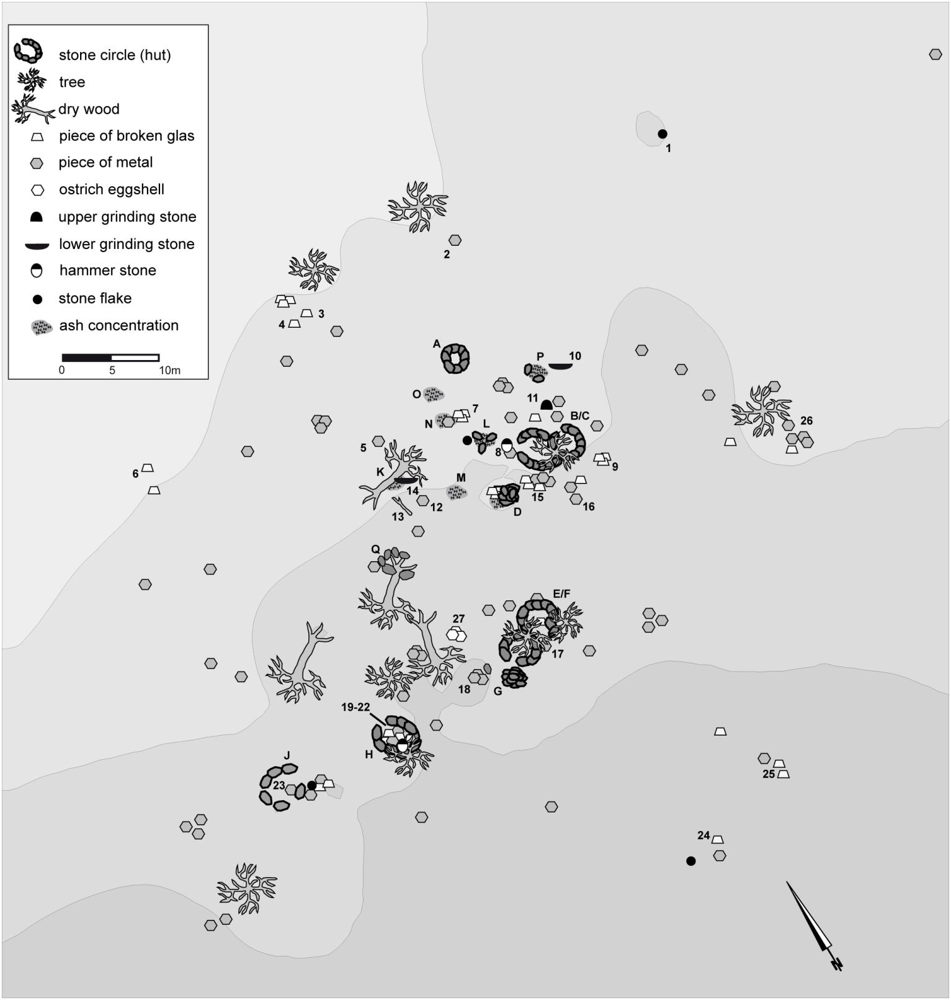 stone circle (hut)
tree
dry wood
piece of broken glas
piece of metal
ostrich eggshell
upper grinding stone
lower grinding stone
hammer stone
stone flake
ash concentration
0 5 10m
1
2
3
4
A
P
10
O
11
7
B/C
N
L
26
5
8
9
6
K
M
14
15
12
16
13
D
Q
E/F
27
17
18
G
19-22
H
J
25
23
24
N